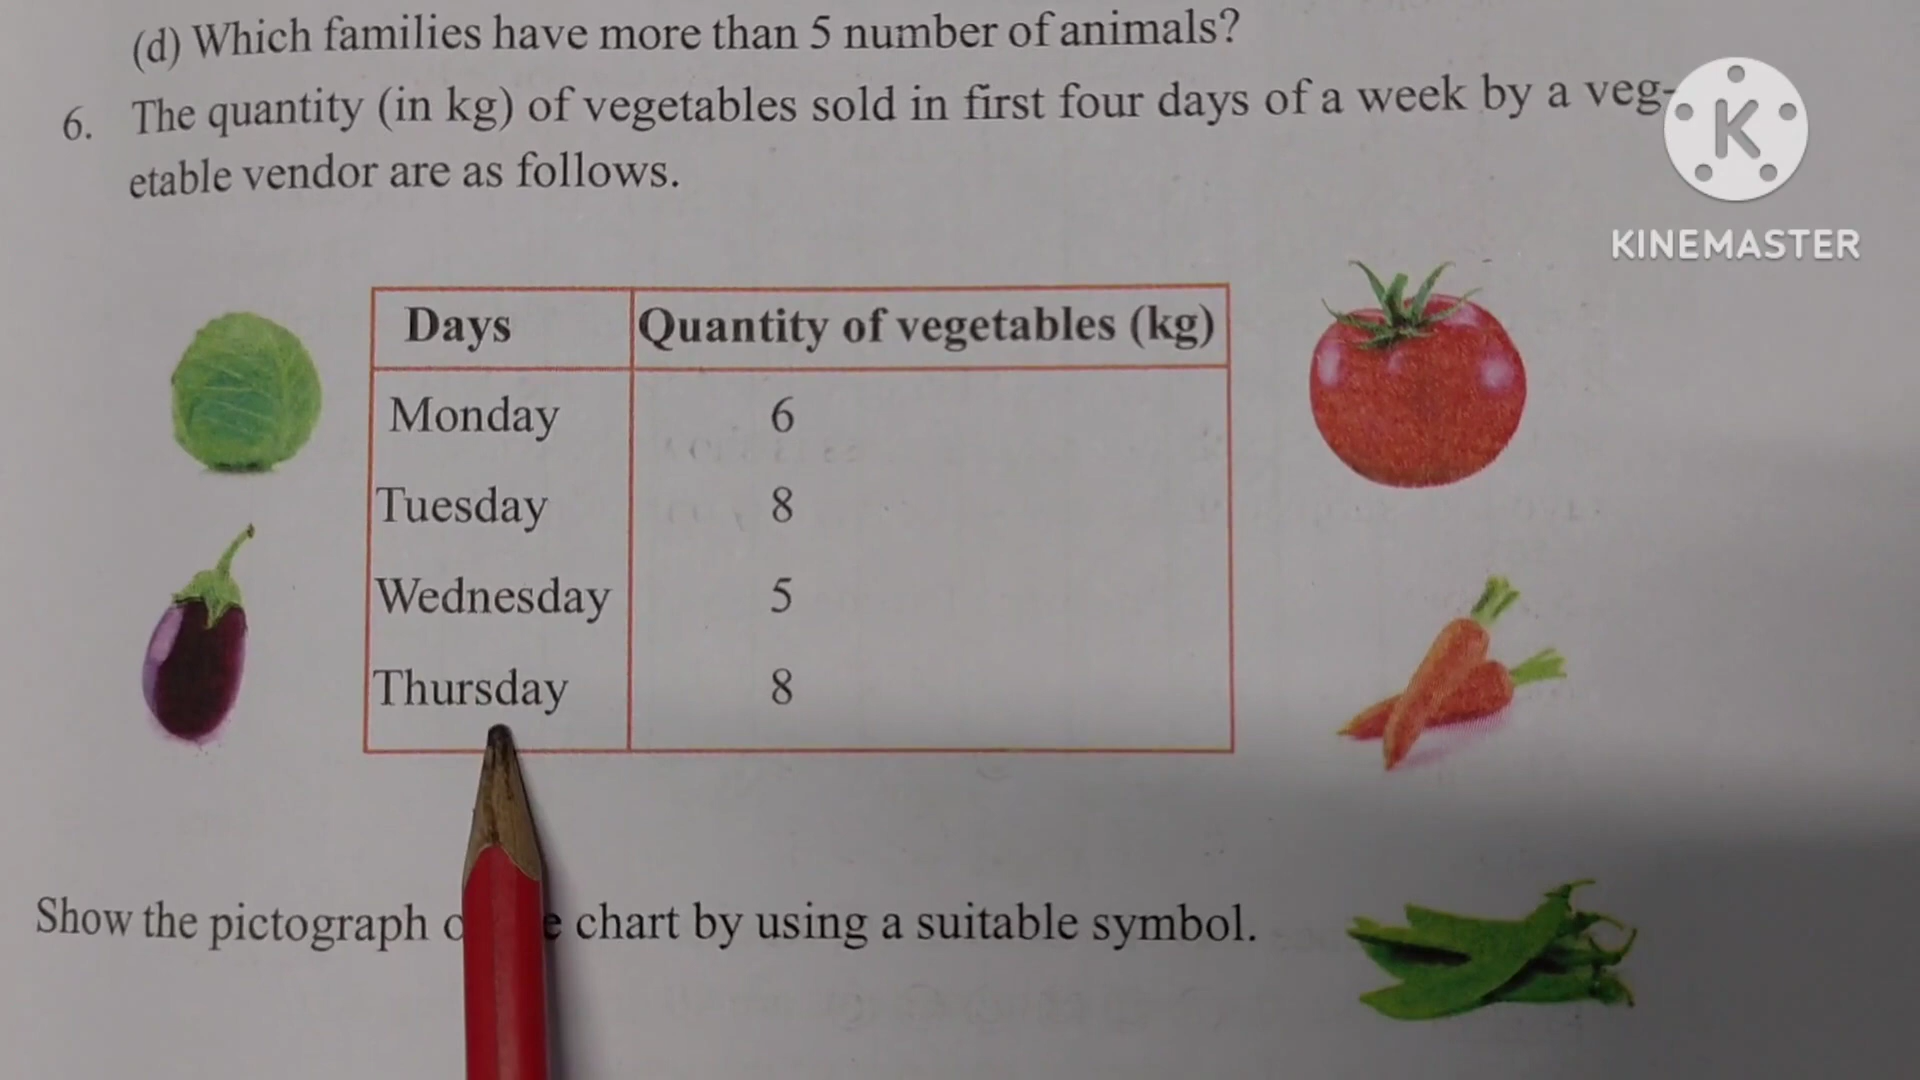 (d) Which families have more than 5 number of animals?
6. The quantity (in kg) of vegetables sold in first four days of a week by a veg-
etable vendor are as follows.
K
KINEMASTER
Days Quantity of vegetables (kg)
Monday 6
Tuesday 8
Wednesday 5
Thursday 8
Show the pictograph chart by using a suitable symbol.